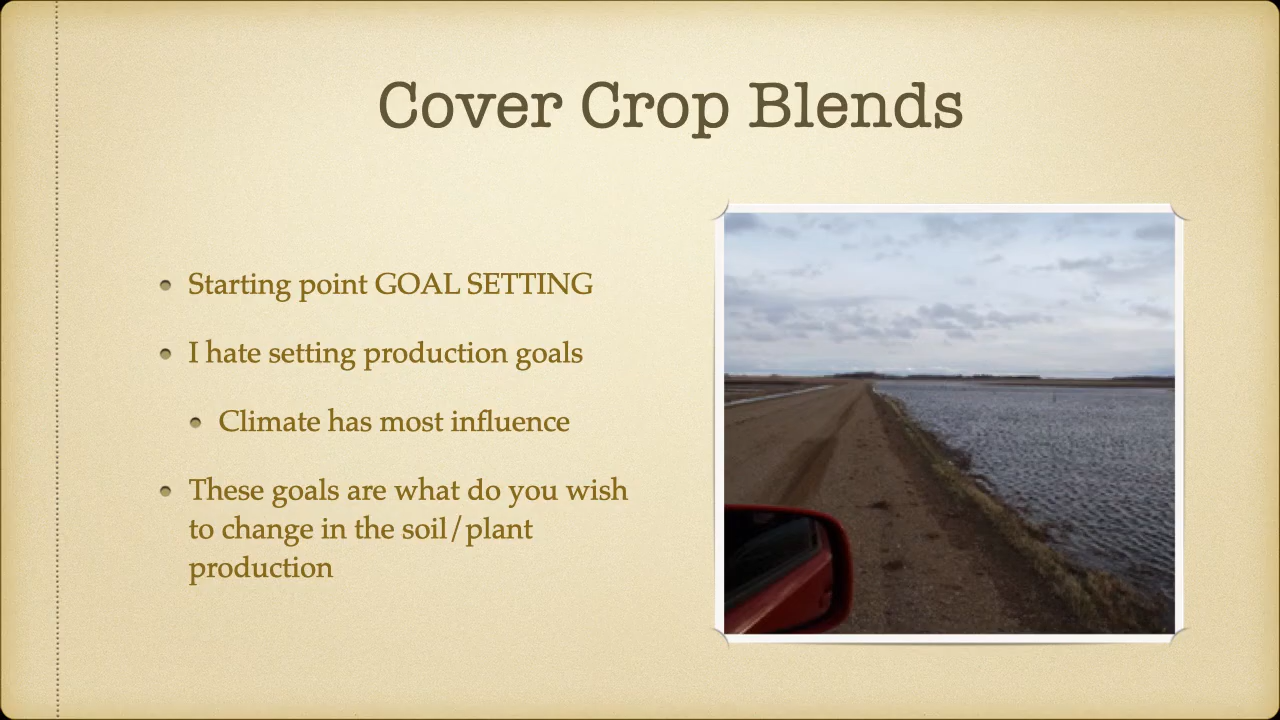 Cover Crop Blends
Starting point GOAL SETTING
I hate setting production goals
Climate has most influence
These goals are what do you wish
to change in the soil/plant
production